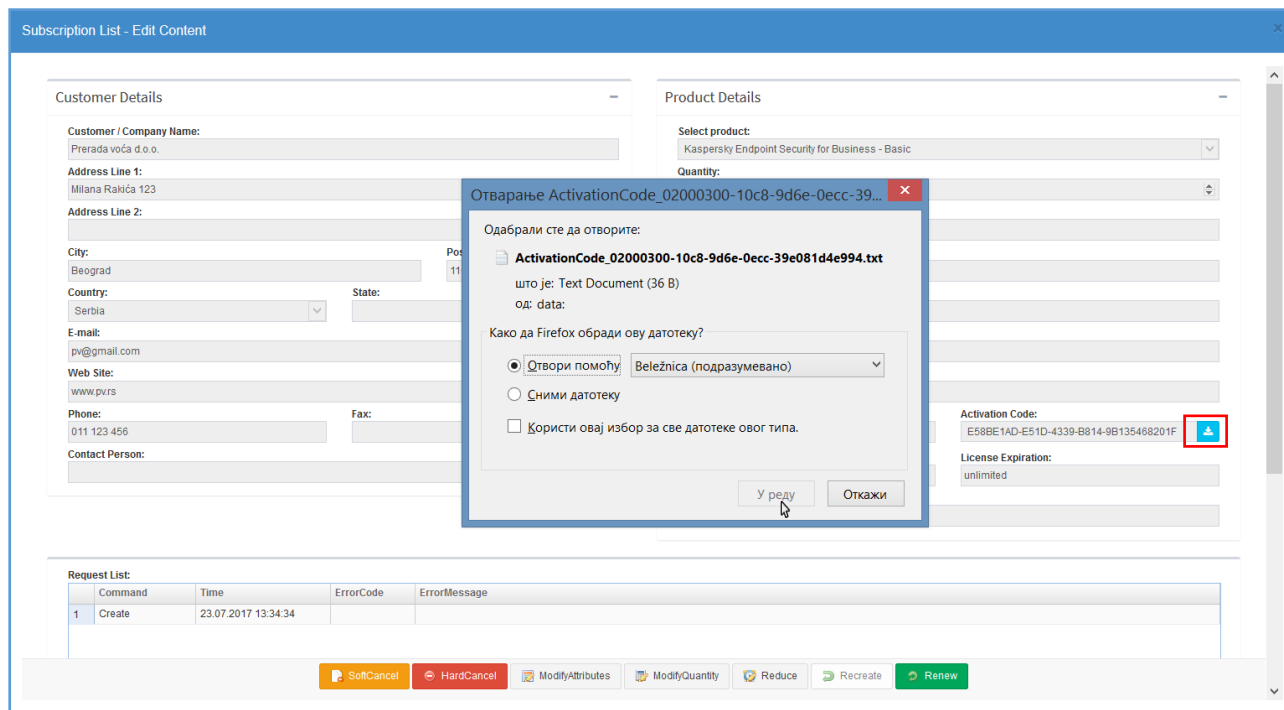 Subscription List - Edit Content
Customer Details
Customer / Company Name:
Prerada voća d.o.o.
Address Line 1:
Milana Rakića 123
Address Line 2:
City:
Pos
Beograd
11
Country:
State:
Serbia
E-mail:
pv@gmail.com
Web Site:
www.pv.rs
Phone:
Fax:
011 123 456
Contact Person:
Product Details
Select product:
Kaspersky Endpoint Security for Business - Basic
Quantity:
Activation Code:
E58BE1AD-E51D-4339-B814-9B135468201F
License Expiration:
unlimited
Отварање ActivationCode_02000300-10c8-9d6e-0ecc-39...
Одабрали сте да отворите:
ActivationCode_02000300-10c8-9d6e-0ecc-39e081d4e994.txt
што је: Text Document (36 B)
од: data:
Како да Firefox обради ову датотеку?
Отвори помоћу Beležnica (подразумевано)
Сними датотеку
Користи овај избор за све датотеке овог типа.
У реду Откажи
Request List:
Command Time ErrorCode ErrorMessage
1 Create 23.07.2017 13:34:34
SoftCancel HardCancel ModifyAttributes ModifyQuantity Reduce Recreate Renew